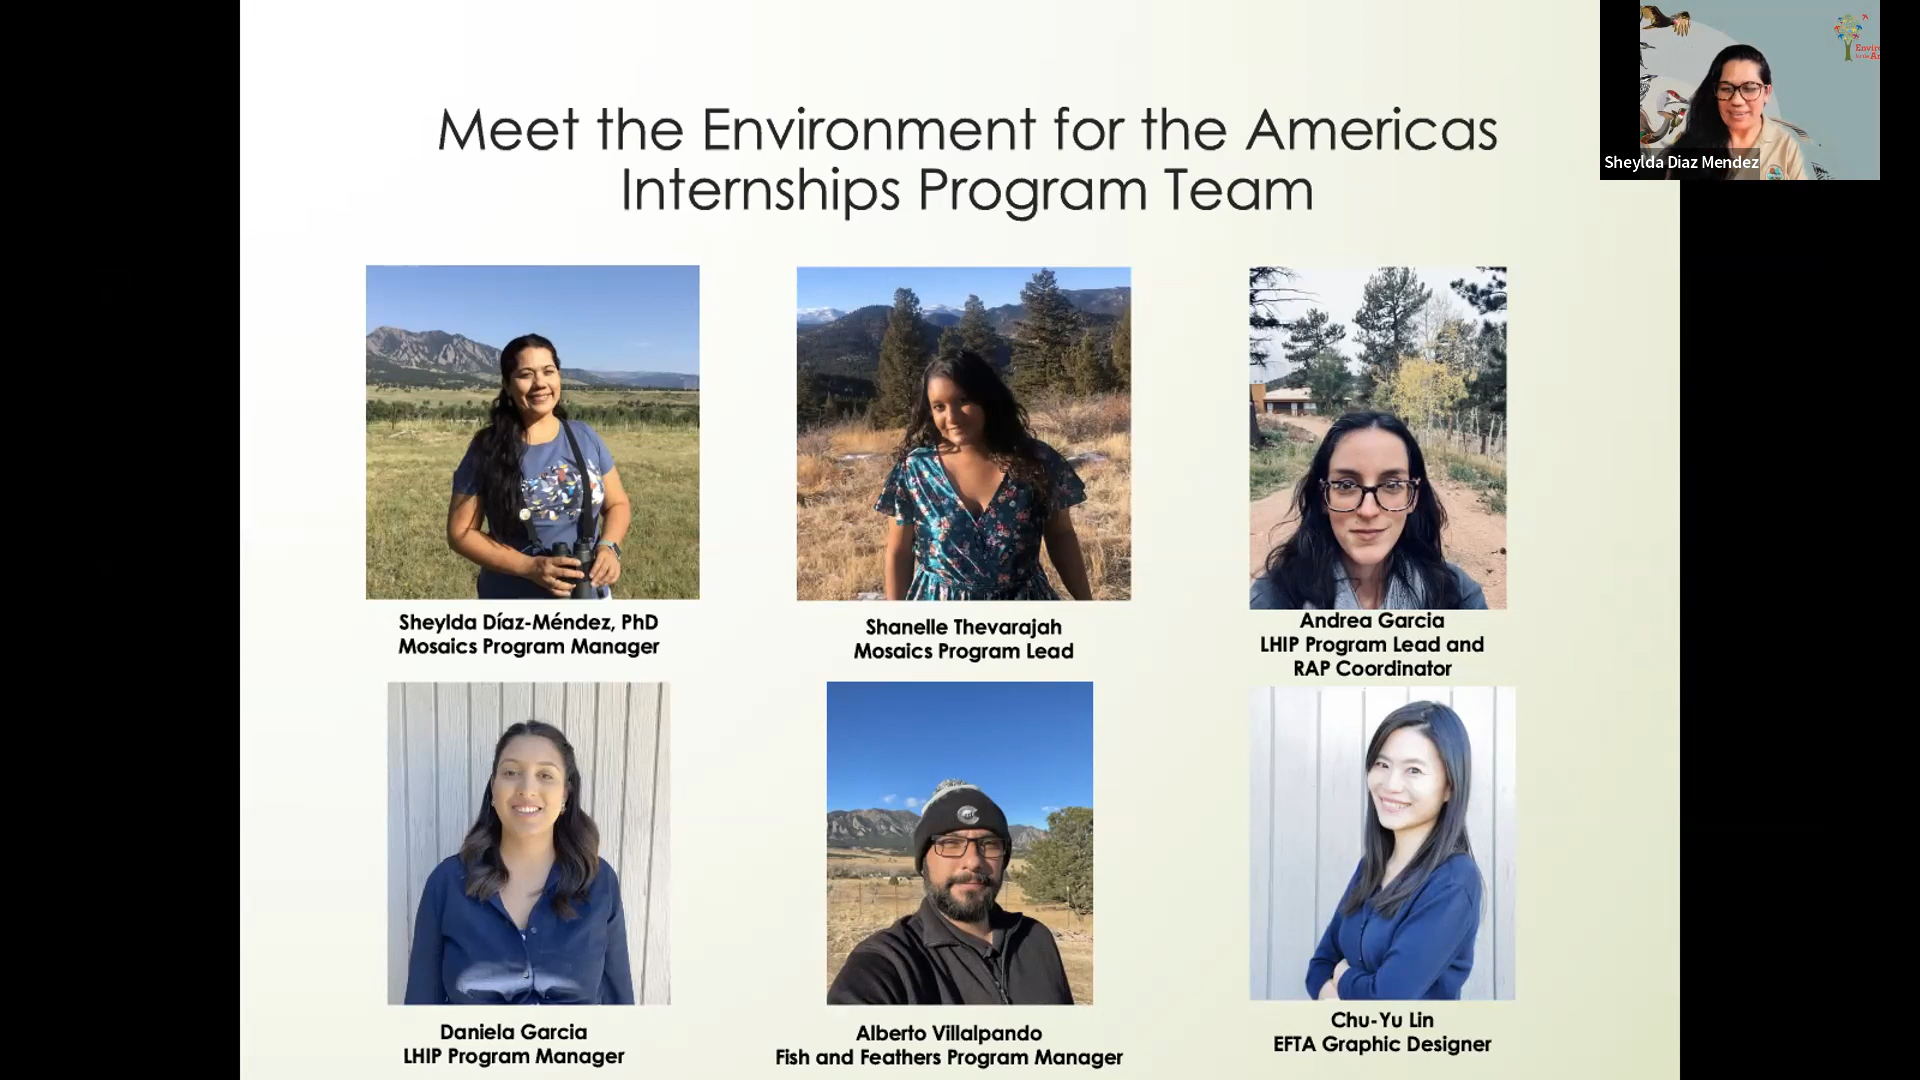 Meet the Environment for the Americas
Internships Program Team
Sheylda Diaz Mendez
Sheylda Díaz-Méndez, PhD
Mosaics Program Manager
Shanelle Thevarajah
Mosaics Program Lead
Andrea Garcia
LHIP Program Lead and
RAP Coordinator
Daniela Garcia
LHIP Program Manager
Alberto Villalpando
Fish and Feathers Program Manager
Chu-Yu Lin
EFTA Graphic Designer